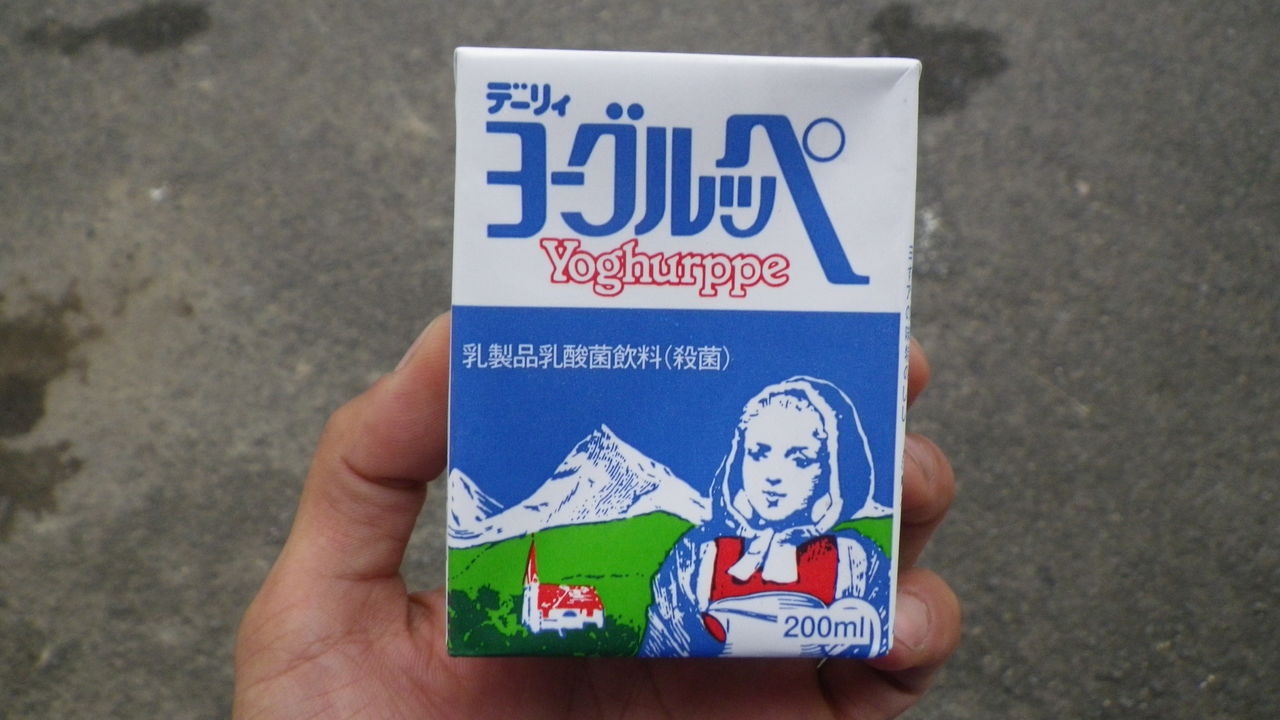 デーリィ
ヨーグルッペ
Yoghurppe
乳製品乳酸菌飲料(殺菌)
200ml